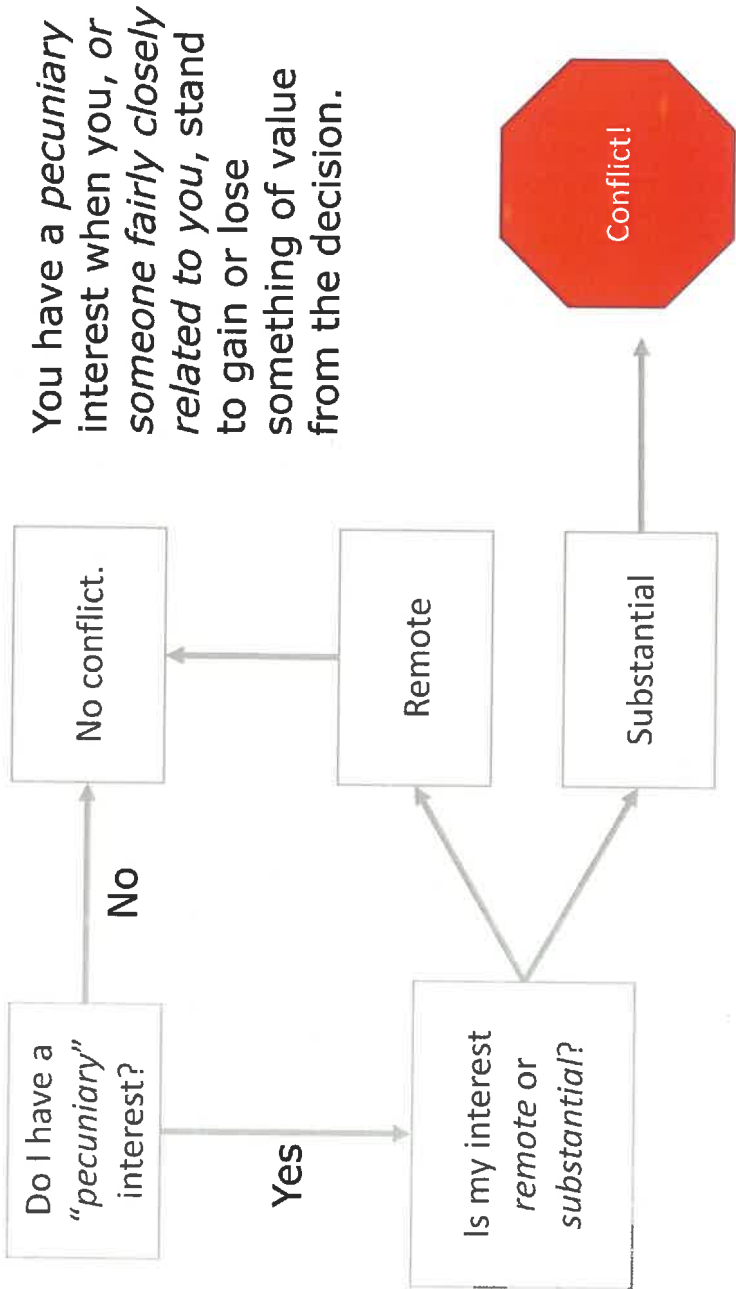 Do I have a
“pecuniary”
interest?
No
No conflict.
You have a pecuniary
interest when you, or
someone fairly closely
related to you, stand
to gain or lose
something of value
from the decision.
Yes
Is my interest
remote or
substantial?
Remote
Substantial
Conflict!